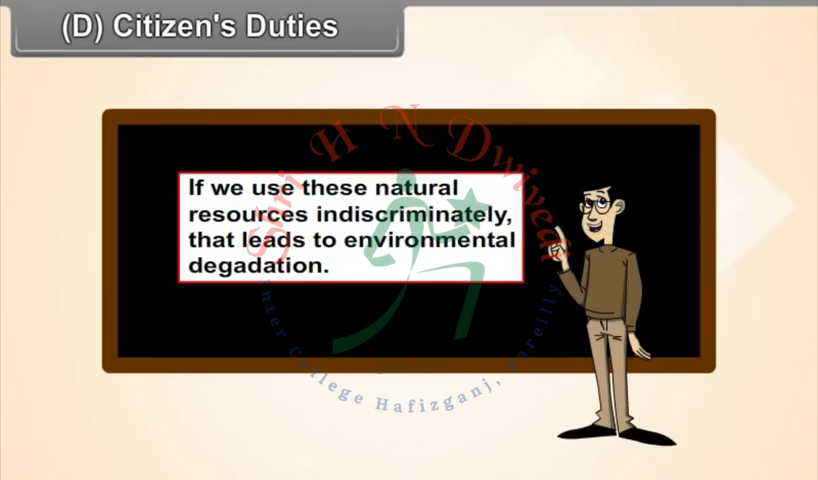 (D) Citizen's Duties
If we use these natural
resources indiscriminately,
that leads to environmental
degadation.
Shri H N Dwivedi
Inter College Hafizganj, Bareilly